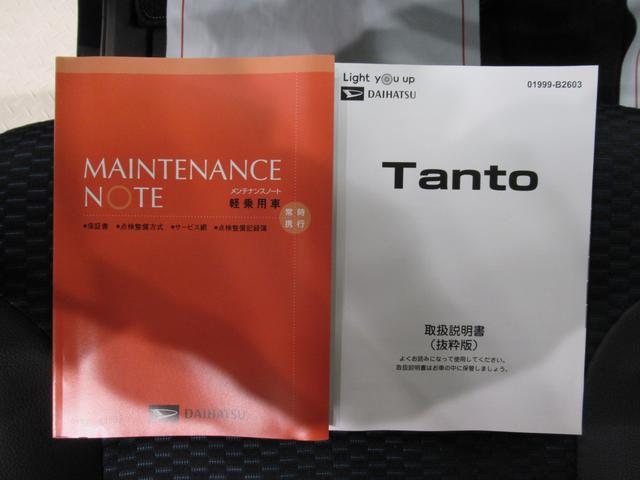 MAINTENANCE
NOTE
メンテナンスノート
軽乗用車
常時
携行
●保証書 ●点検整備方式 ●サービス網 ●点検整備記録簿
DAIHATSU
Light you up
DAIHATSU
01999-B2603
Tanto
取扱説明書
(抜粋版)
よくお読みになって使用してください。
取扱説明書はお車の中に保管しましょう。